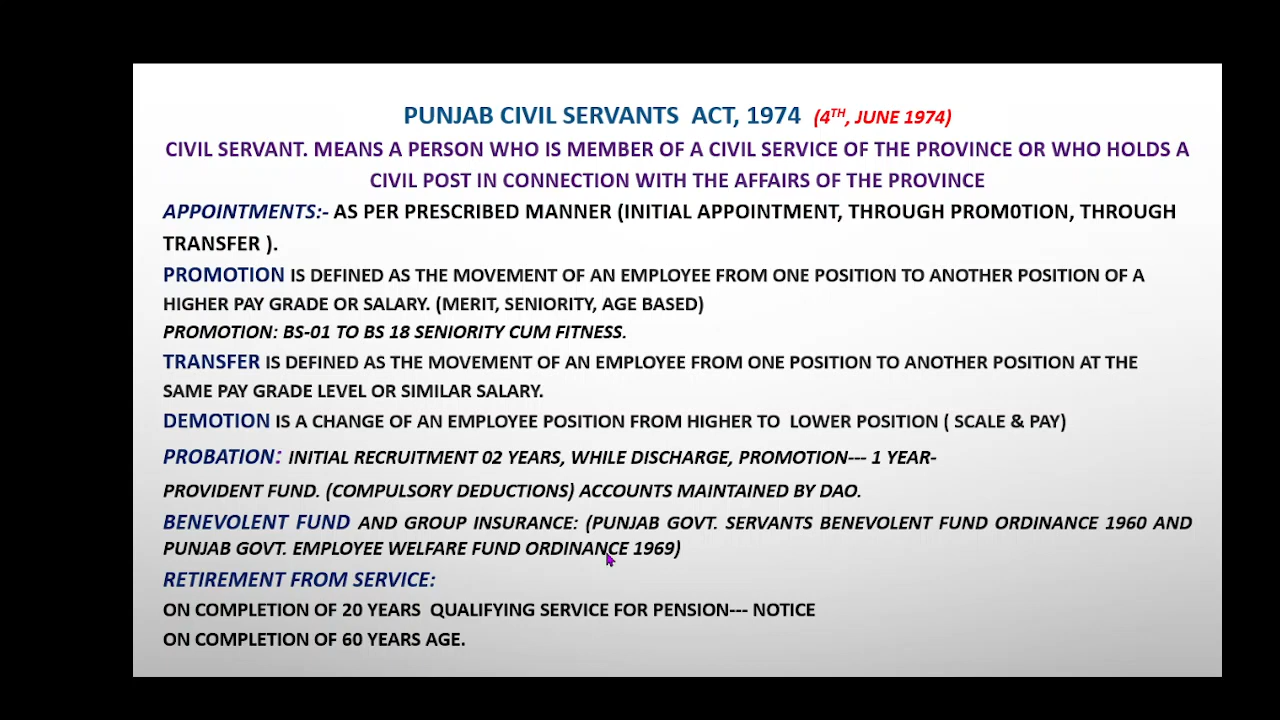 PUNJAB CIVIL SERVANTS ACT, 1974 (4TH, JUNE 1974)
CIVIL SERVANT. MEANS A PERSON WHO IS MEMBER OF A CIVIL SERVICE OF THE PROVINCE OR WHO HOLDS A
CIVIL POST IN CONNECTION WITH THE AFFAIRS OF THE PROVINCE
APPOINTMENTS:- AS PER PRESCRIBED MANNER (INITIAL APPOINTMENT, THROUGH PROM0TION, THROUGH
TRANSFER ).
PROMOTION IS DEFINED AS THE MOVEMENT OF AN EMPLOYEE FROM ONE POSITION TO ANOTHER POSITION OF A
HIGHER PAY GRADE OR SALARY. (MERIT, SENIORITY, AGE BASED)
PROMOTION: BS-01 TO BS 18 SENIORITY CUM FITNESS.
TRANSFER IS DEFINED AS THE MOVEMENT OF AN EMPLOYEE FROM ONE POSITION TO ANOTHER POSITION AT THE
SAME PAY GRADE LEVEL OR SIMILAR SALARY.
DEMOTION IS A CHANGE OF AN EMPLOYEE POSITION FROM HIGHER TO LOWER POSITION ( SCALE & PAY)
PROBATION: INITIAL RECRUITMENT 02 YEARS, WHILE DISCHARGE, PROMOTION--- 1 YEAR-
PROVIDENT FUND. (COMPULSORY DEDUCTIONS) ACCOUNTS MAINTAINED BY DAO.
BENEVOLENT FUND AND GROUP INSURANCE: (PUNJAB GOVT. SERVANTS BENEVOLENT FUND ORDINANCE 1960 AND
PUNJAB GOVT. EMPLOYEE WELFARE FUND ORDINANCE 1969)
RETIREMENT FROM SERVICE:
ON COMPLETION OF 20 YEARS QUALIFYING SERVICE FOR PENSION--- NOTICE
ON COMPLETION OF 60 YEARS AGE.